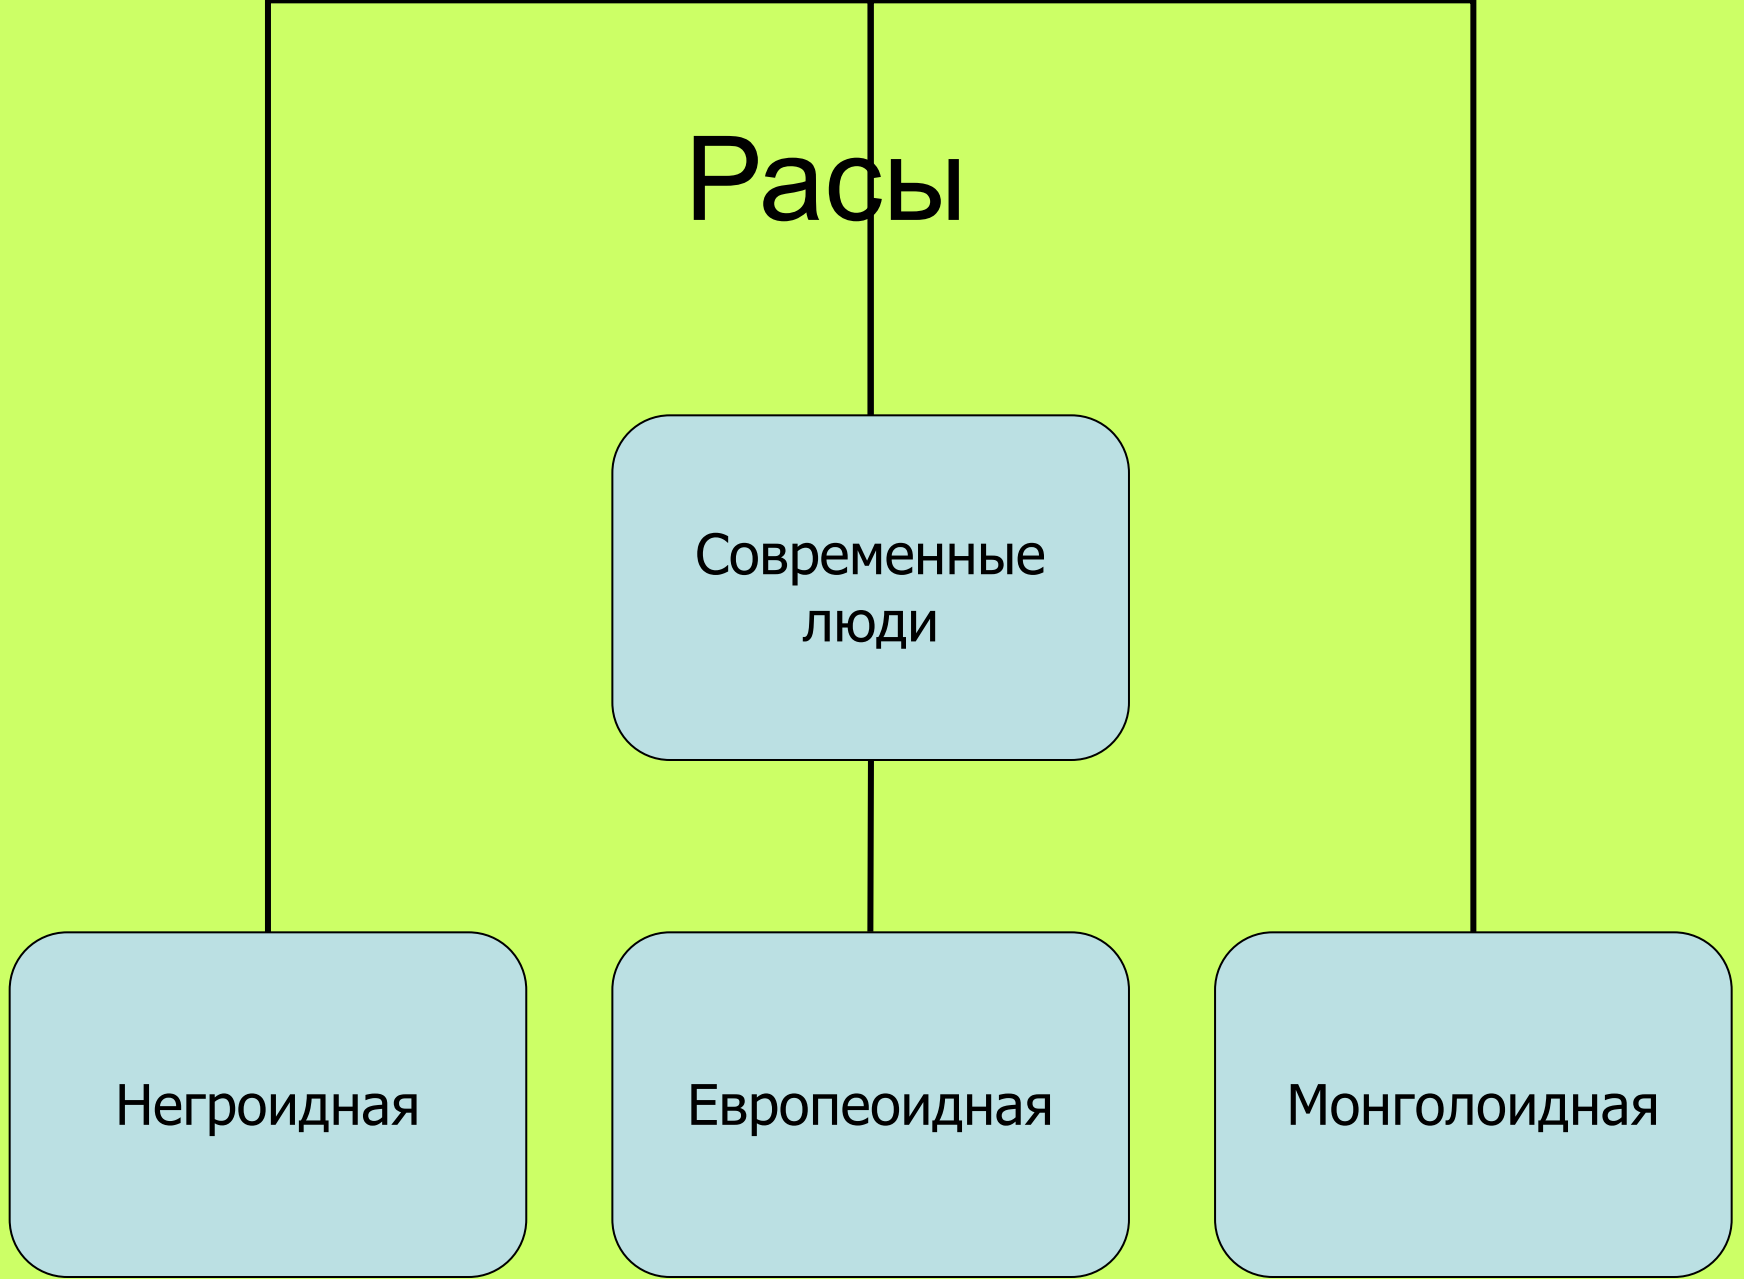 Расы
Современные
люди
Негроидная
Европеоидная
Монголоидная